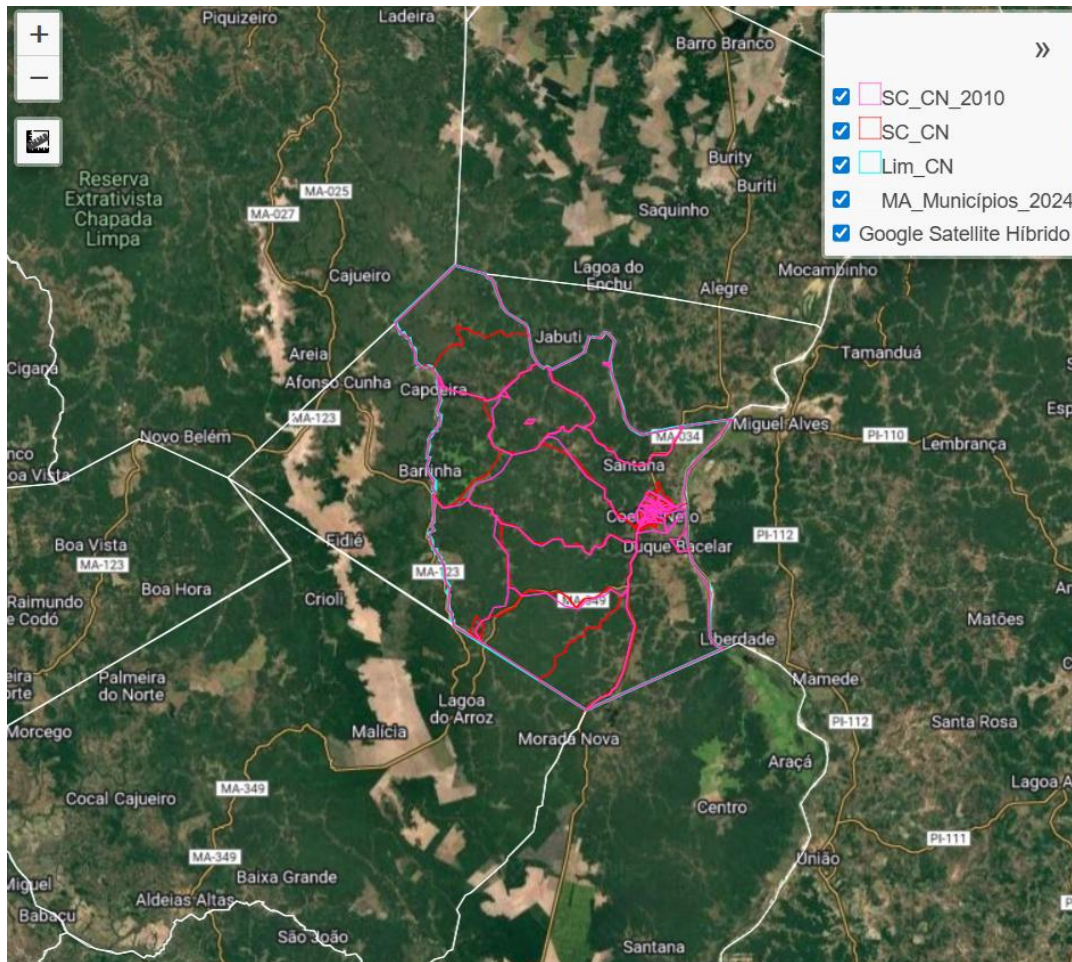 Piquizeiro
Ladeira
Barro Branco
+
−
»
SC_CN_2010
SC_CN
Lim_CN
MA_Municípios_2024
Google Satellite Híbrido
Reserva
Extrativista
Chapada
Limpa
MA-025
MA-027
Burity
Buriti
Saquinho
Cajueiro
Lagoa do
Enchu
Mocambinho
Alegre
Jabuti
Tamanduá
Cigana
Areia
Afonso Cunha
Capoeira
MA-123
Miguel Alves
MA-034
PI-110
Lembrança
Novo Belém
Santana
PI-112
Boa Vista
MA-123
Eidié
Duque Bacelar
MA-123
Boa Hora
Crioli
Raimundo
Matões
Liberdade
Palmeira
do Norte
Mamede
Lagoa
do Arroz
Malícia
Morada Nova
PI-112
Santa Rosa
Morcego
Araçá
MA-349
Cocal Cajueiro
Centro
PI-111
MA-349
União
Baixa Grande
Aldeias Altas
Babaçu
São João
Santana